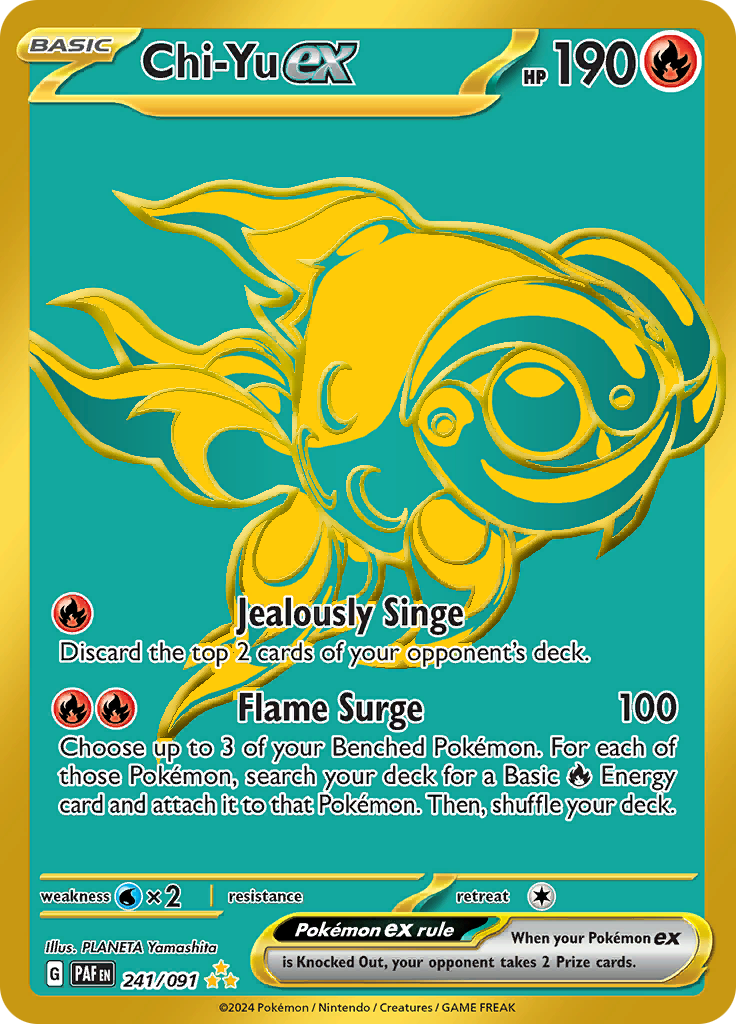 BASIC Chi-Yu ex HP 190
Jealously Singe
Discard the top 2 cards of your opponent's deck.
Flame Surge 100
Choose up to 3 of your Benched Pokémon. For each of
those Pokémon, search your deck for a Basic Energy
card and attach it to that Pokémon. Then, shuffle your deck.
weakness ×2 resistance retreat
Illus. PLANETA Yamashita
Pokémon ex rule When your Pokémon ex
is Knocked Out, your opponent takes 2 Prize cards.
G PAF EN 241/091
©2024 Pokémon / Nintendo / Creatures / GAME FREAK